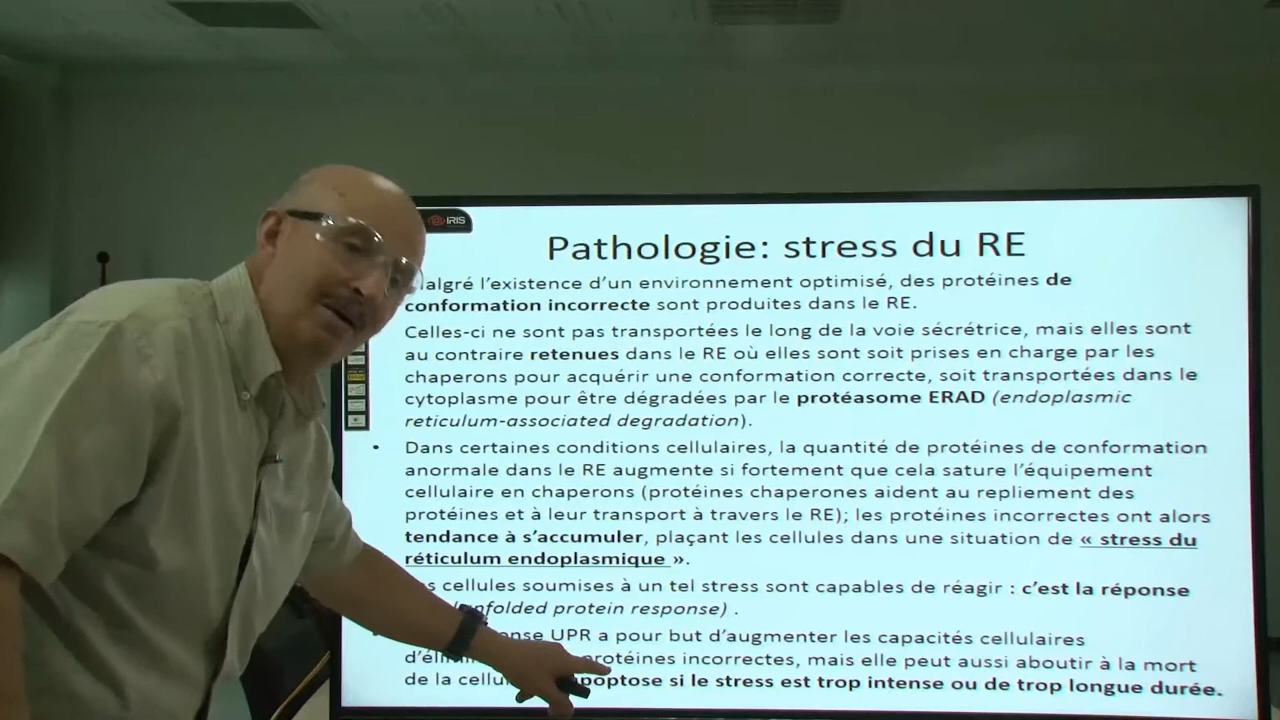 IRIS
Pathologie: stress du RE
algré l’existence d’un environnement optimisé, des protéines de
conformation incorrecte sont produites dans le RE.
Celles-ci ne sont pas transportées le long de la voie sécrétrice, mais elles sont
au contraire retenues dans le RE où elles sont soit prises en charge par les
chaperons pour acquérir une conformation correcte, soit transportées dans le
cytoplasme pour être dégradées par le protéasome ERAD (endoplasmic
reticulum-associated degradation).
• Dans certaines conditions cellulaires, la quantité de protéines de conformation
anormale dans le RE augmente si fortement que cela sature l’équipement
cellulaire en chaperons (protéines chaperones aident au repliement des
protéines et à leur transport à travers le RE); les protéines incorrectes ont alors
tendance à s’accumuler, plaçant les cellules dans une situation de « stress du
réticulum endoplasmique ».
s cellules soumises à un tel stress sont capables de réagir : c’est la réponse
unfolded protein response) .
onse UPR a pour but d’augmenter les capacités cellulaires
protéines incorrectes, mais elle peut aussi aboutir à la mort
de la cellu poptose si le stress est trop intense ou de trop longue durée.